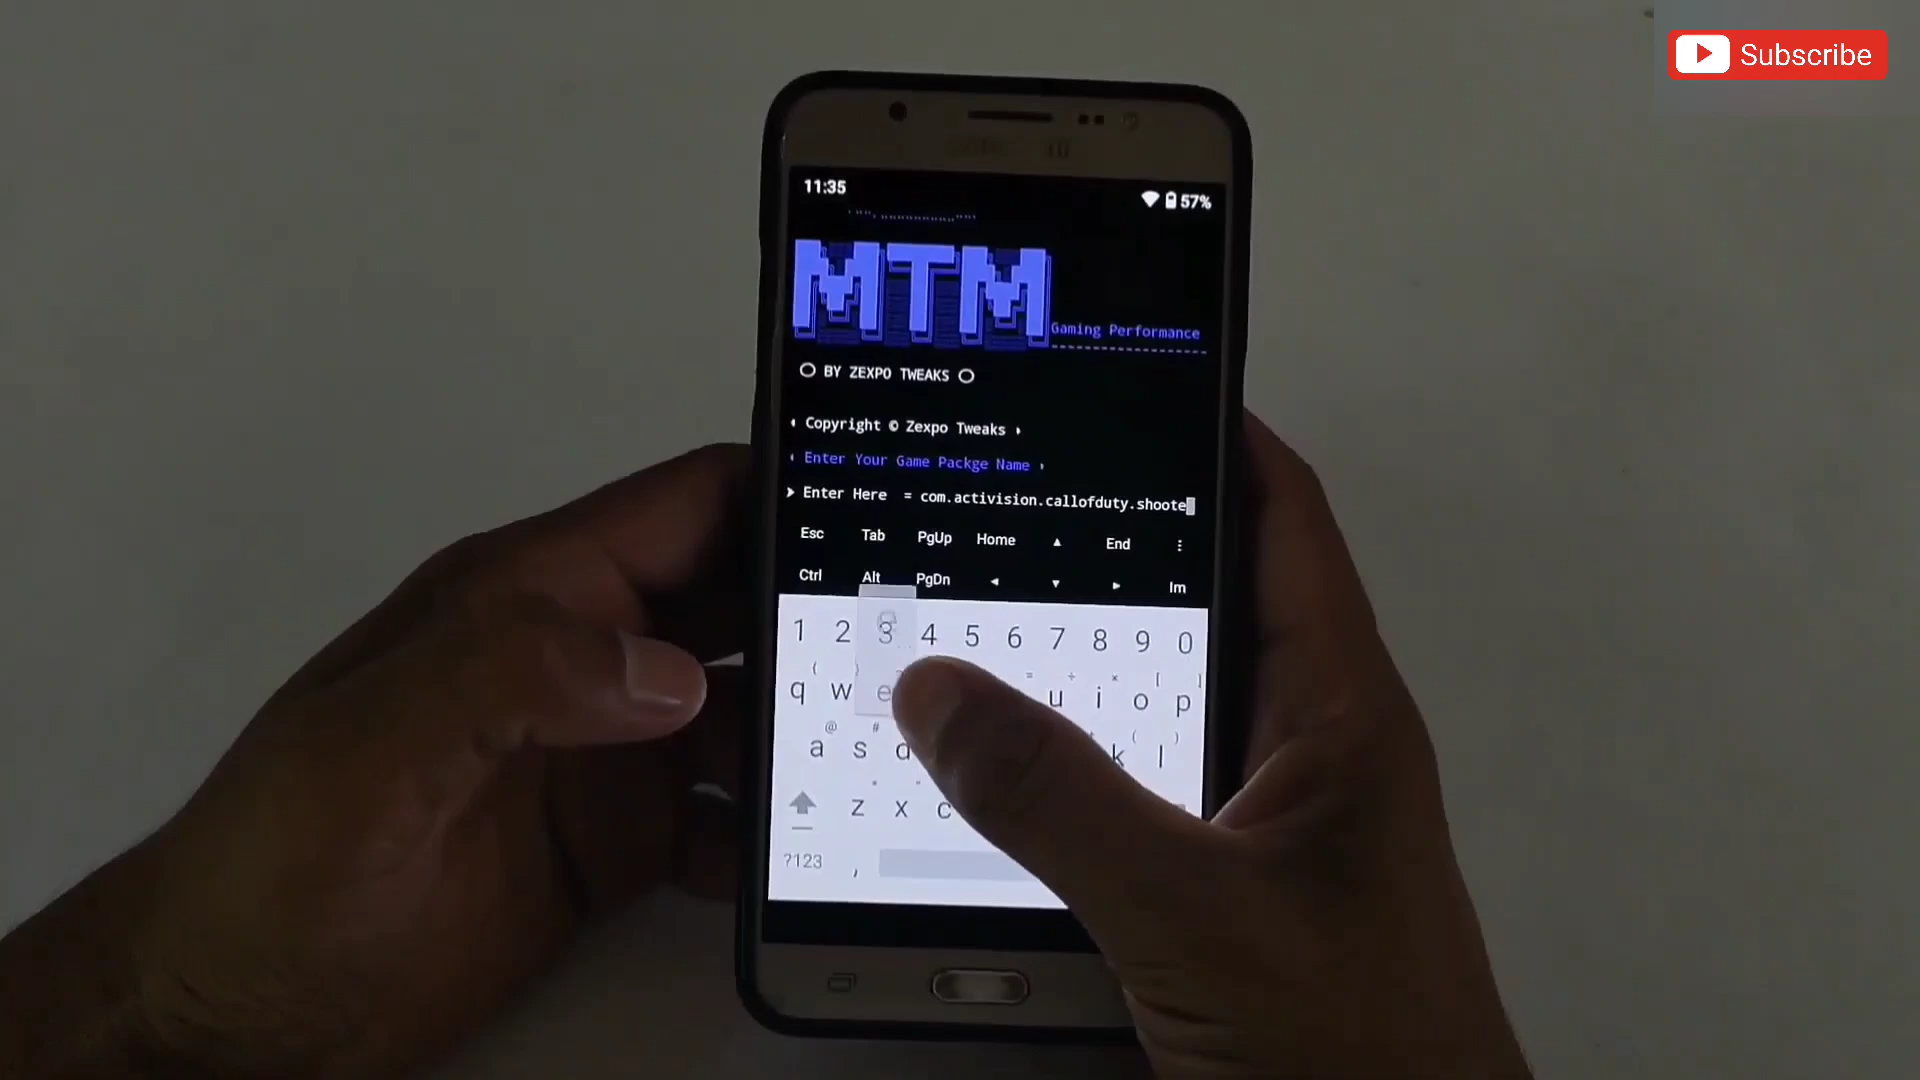 Subscribe
11:35
57%
MTM
Gaming Performance
BY ZEXPO TWEAKS
Copyright © Zexpo Tweaks
Enter Your Game Packge Name
Enter Here = com.activision.callofduty.shoote
Esc Tab PgUp Home ▲ End ⋮
Ctrl Alt PgDn ◄ ▼ ► Im
1 2 3 4 5 6 7 8 9 0
q w e u i o p
a s d k l
z x c
?123 ,